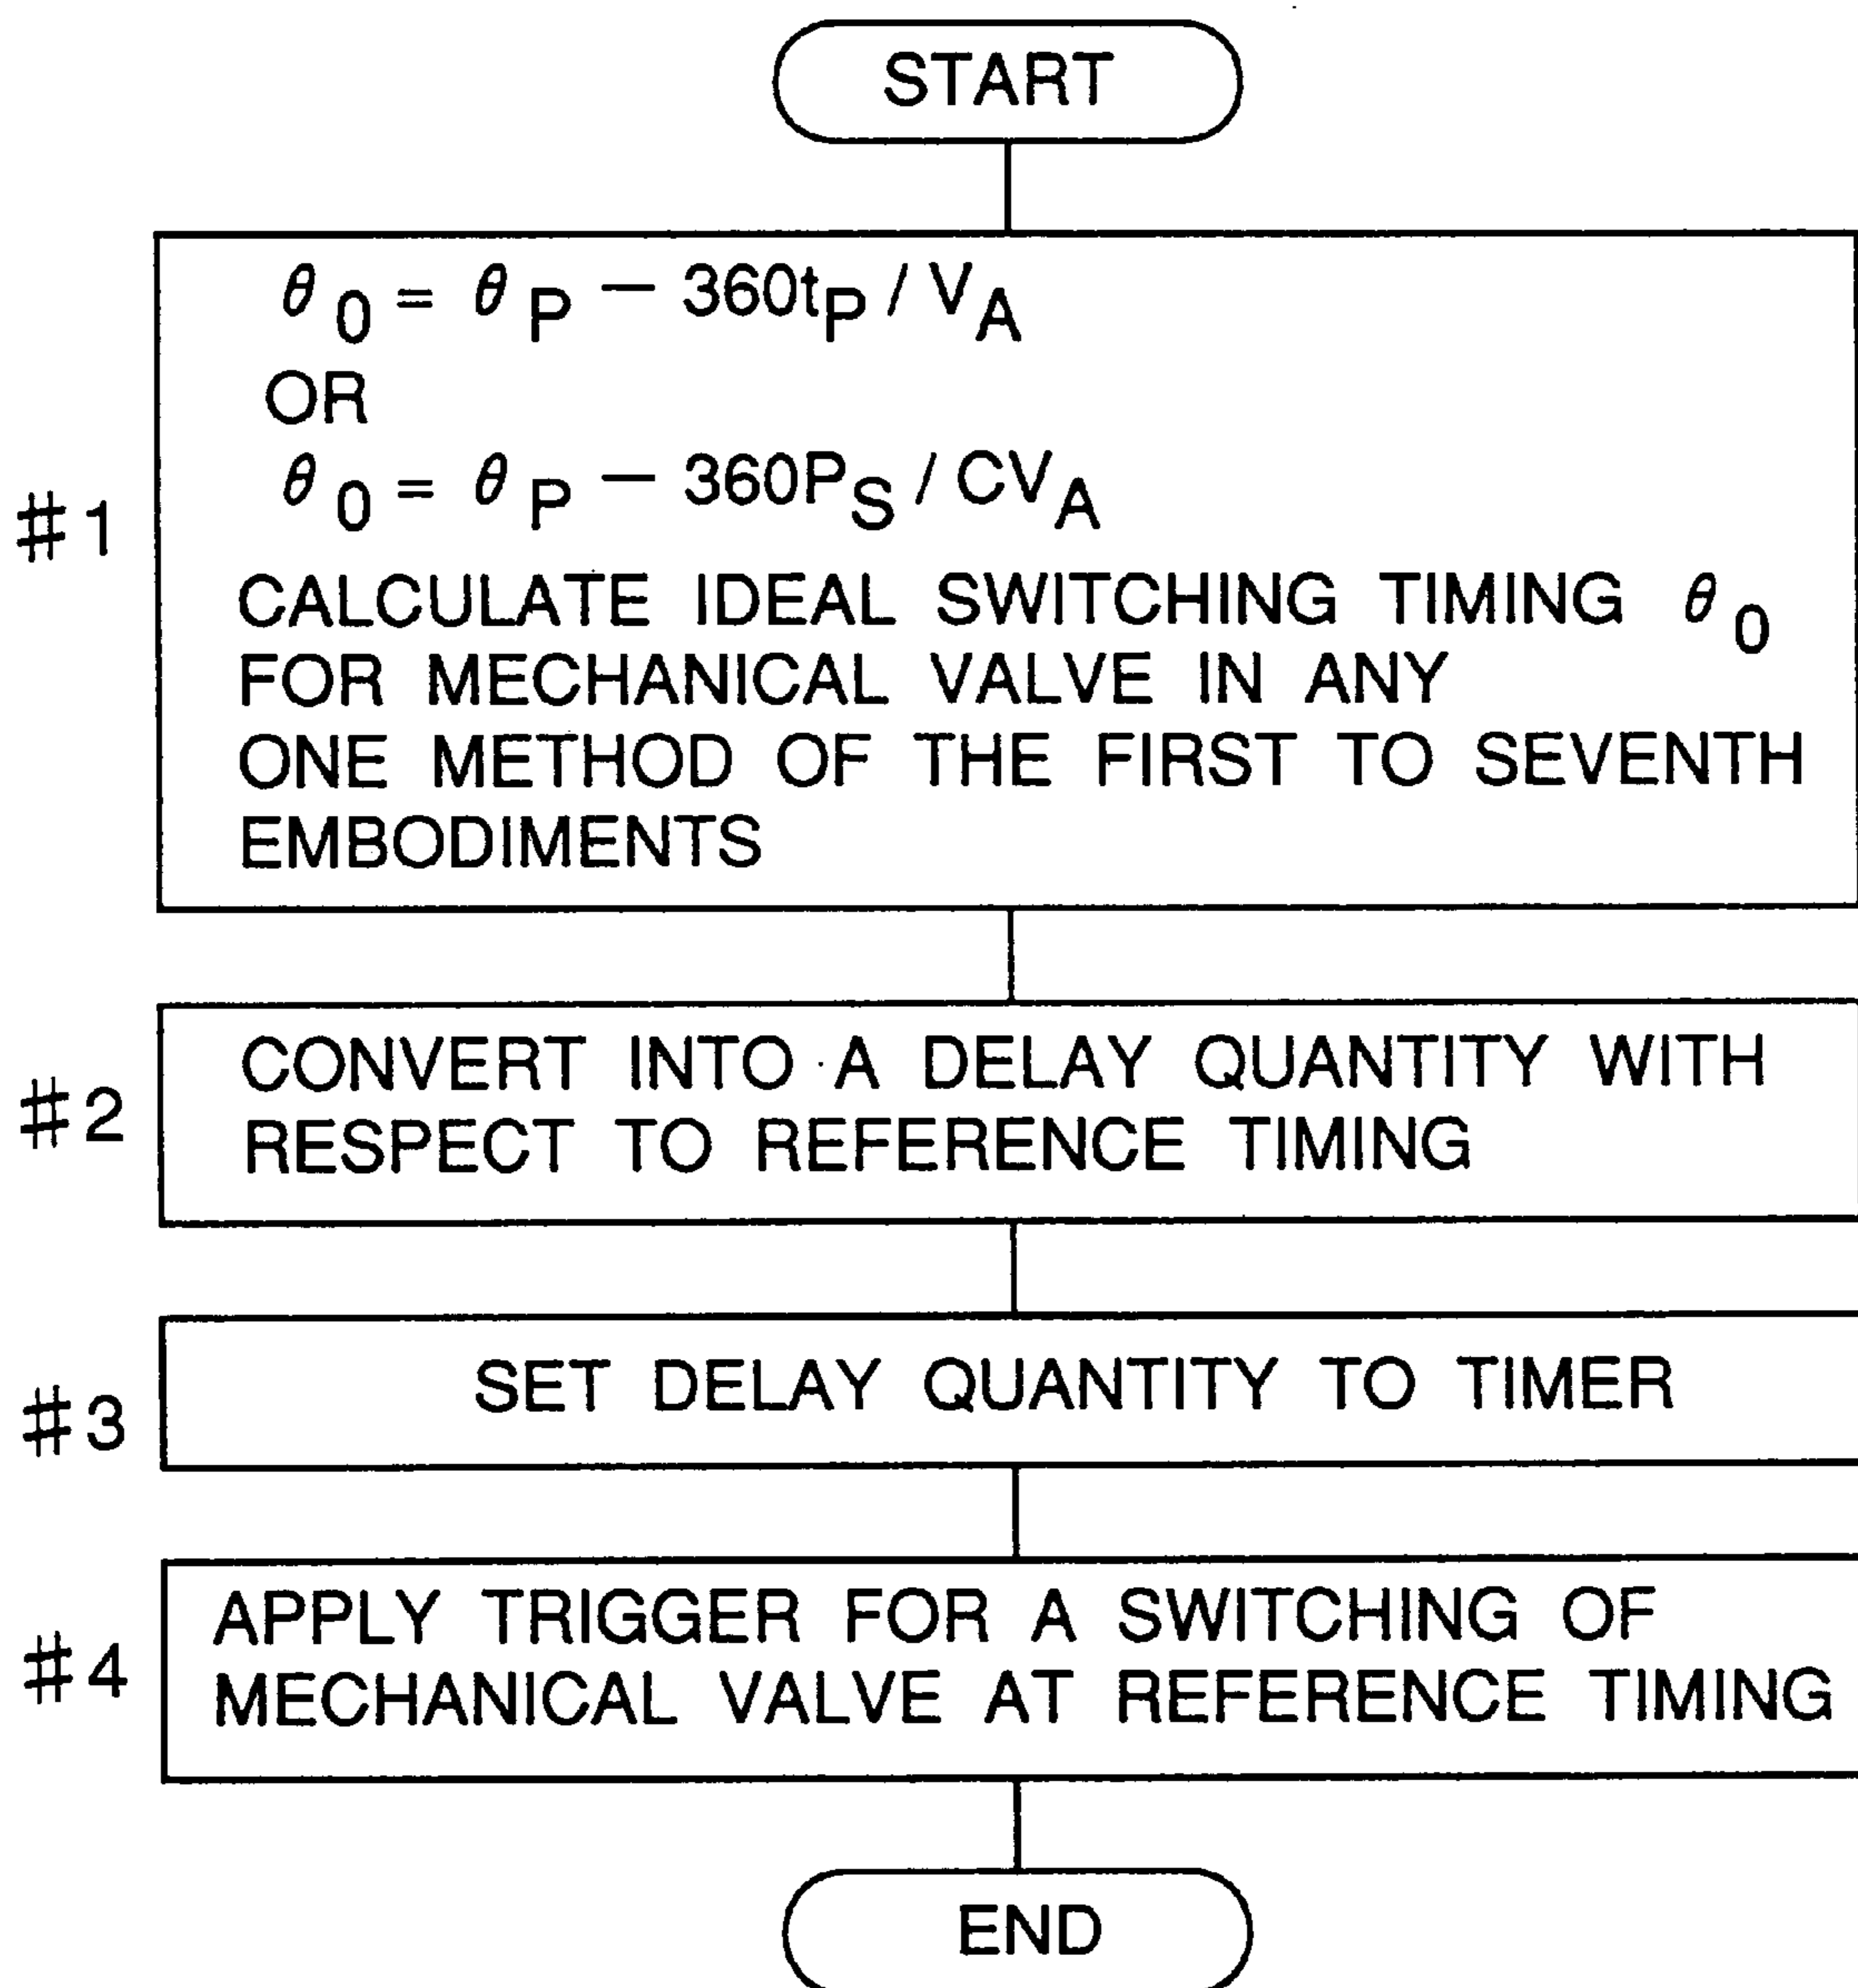 START
θ0 = θP − 360tP / VA
OR
θ0 = θP − 360PS / CVA
#1
CALCULATE IDEAL SWITCHING TIMING θ0
FOR MECHANICAL VALVE IN ANY
ONE METHOD OF THE FIRST TO SEVENTH
EMBODIMENTS
#2
CONVERT INTO A DELAY QUANTITY WITH
RESPECT TO REFERENCE TIMING
#3
SET DELAY QUANTITY TO TIMER
#4
APPLY TRIGGER FOR A SWITCHING OF
MECHANICAL VALVE AT REFERENCE TIMING
END